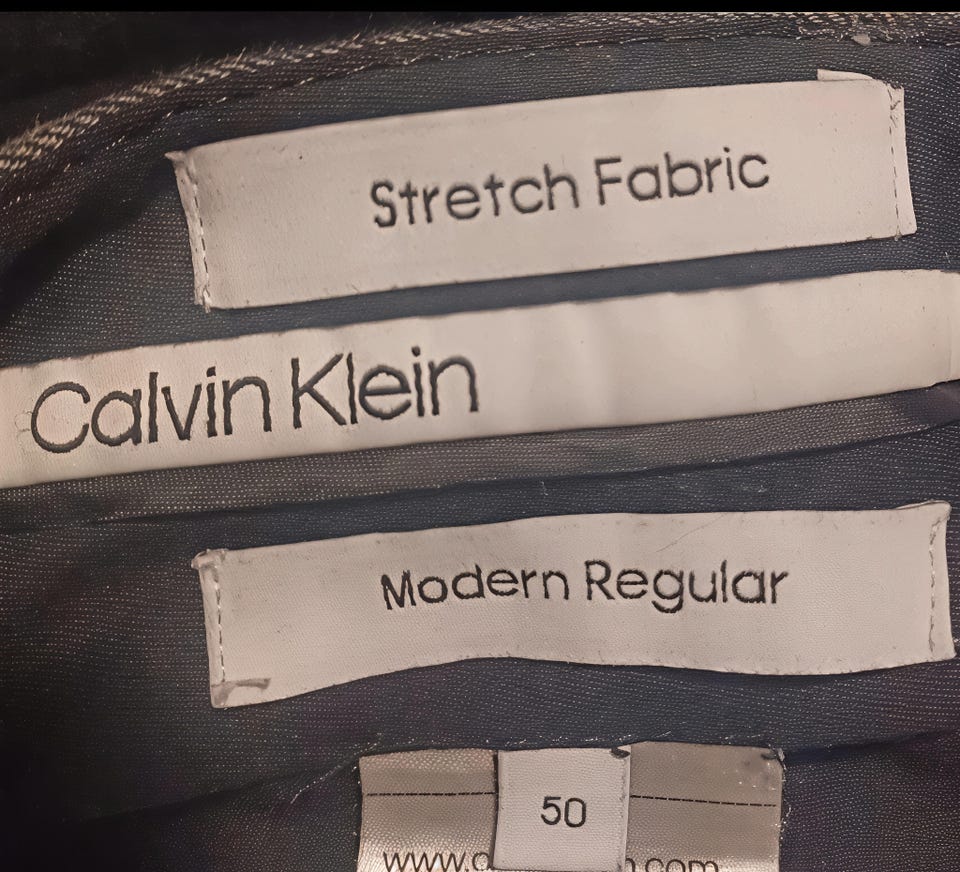 Stretch Fabric
Calvin Klein
Modern Regular
50